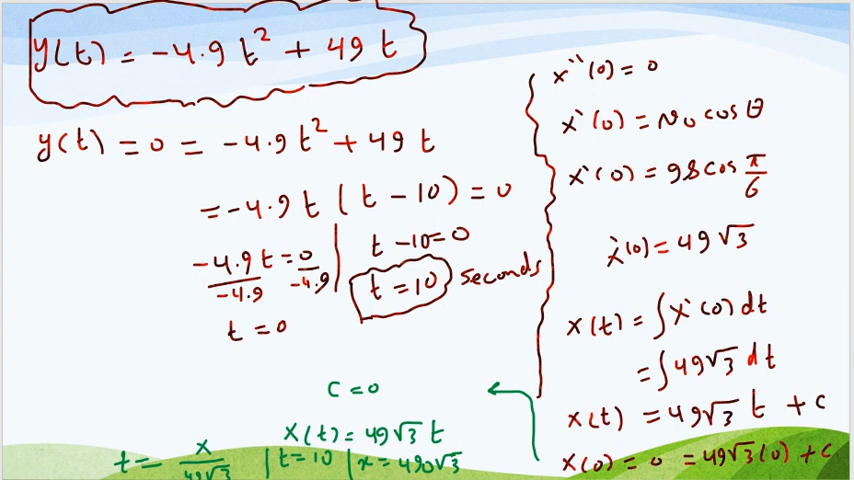 y(t) = -4.9 t² + 49 t
y(t) = 0 = -4.9 t² + 49 t
= -4.9 t (t - 10) = 0
-4.9 t = 0 | t - 10 = 0
-4.9 -4.9
t = 10 seconds
t = 0
x''(0) = 0
x'(0) = v₀ cos θ
x'(0) = 98 cos π/6
x'(0) = 49 √3
x(t) = ∫ x'(0) dt
= ∫ 49 √3 dt
x(t) = 49 √3 t + c
x(0) = 0 = 49 √3 (0) + c
c = 0
x(t) = 49 √3 t
t = x / 49 √3 | t = 10 | x = 490 √3